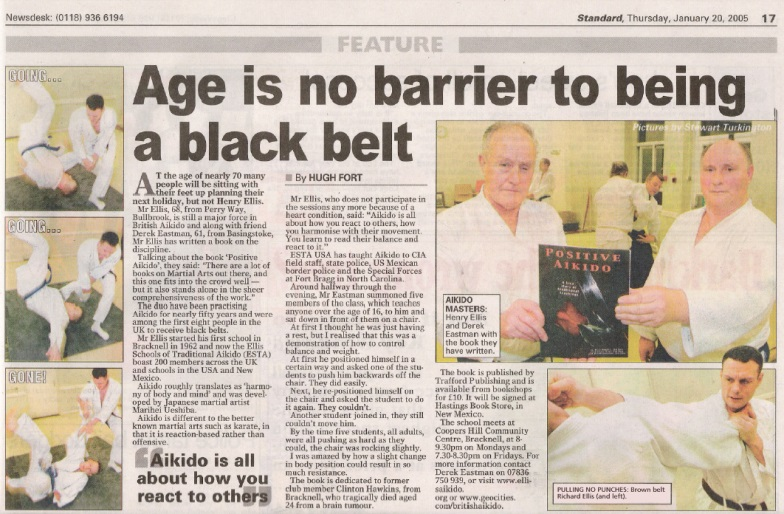 Newsdesk: (0118) 936 6194
Standard, Thursday, January 20, 2005 17
FEATURE
Age is no barrier to being
a black belt
GOING...
GOING...
GONE!
AT the age of nearly 70 many
people will be sitting with
their feet up planning their
next holiday, but not Henry Ellis.
Mr Ellis, 68, from Perry Way,
Bullbrook, is still a major force in
British Aikido and along with friend
Derek Eastman, 61, from Basingstoke,
Mr Ellis has written a book on the
discipline.
Talking about the book 'Positive
Aikido', they said: "There are a lot of
books on Martial Arts out there, and
this one fits into the crowd well —
but it also stands alone in the sheer
comprehensiveness of the work."
The duo have been practising
Aikido for nearly fifty years and were
among the first eight people in the
UK to receive black belts.
Mr Ellis started his first school in
Bracknell in 1962 and now the Ellis
Schools of Traditional Aikido (ESTA)
boast 200 members across the UK
and schools in the USA and New
Mexico.
Aikido roughly translates as 'harmo-
ny of body and mind' and was devel-
oped by Japanese martial artist
Marihei Ueshiba.
Aikido is different to the better
known martial arts such as karate, in
that it is reaction-based rather than
offensive.
"Aikido is all
about how you
react to others"
By HUGH FORT
Mr Ellis, who does not participate in
the sessions any more because of a
heart condition, said: "Aikido is all
about how you react to others, how
you harmonise with their movement.
You learn to read their balance and
react to it."
ESTA USA has taught Aikido to CIA
field staff, state police, US Mexican
border police and the Special Forces
at Fort Bragg in North Carolina.
Around halfway through the
evening, Mr Eastman summoned five
members of the class, which teaches
anyone over the age of 16, to him and
sat down in front of them on a chair.
At first I thought he was just having
a rest, but I realised that this was a
demonstration of how to control
balance and weight.
At first he positioned himself in a
certain way and asked one of the stu-
dents to push him backwards off the
chair. They did easily.
Next, he re-positioned himself on
the chair and asked the student to do
it again. They couldn't.
Another student joined in, they still
couldn't move him.
By the time five students, all adults,
were all pushing as hard as they
could, the chair was rocking slightly.
I was amazed by how a slight change
in body position could result in so
much resistance.
The book is dedicated to former
club member Clinton Hawkins, from
Bracknell, who tragically died aged
24 from a brain tumour.
Pictures by Stewart Turkington
POSITIVE
AIKIDO
AIKIDO
MASTERS:
Henry Ellis
and Derek
Eastman with
the book they
have written.
The book is published by
Trafford Publishing and is
available from bookshops
for £10. It will be signed at
Hastings Book Store, in
New Mexico.
The school meets at
Coopers Hill Community
Centre, Bracknell, at 8-
9.30pm on Mondays and
7.30-8.30pm on Fridays. For
more information contact
Derek Eastman on 07836
750 939, or visit www.elli-
saikido.
org or www.geocities.
com/britishaikido.
PULLING NO PUNCHES: Brown belt
Richard Ellis (and left).